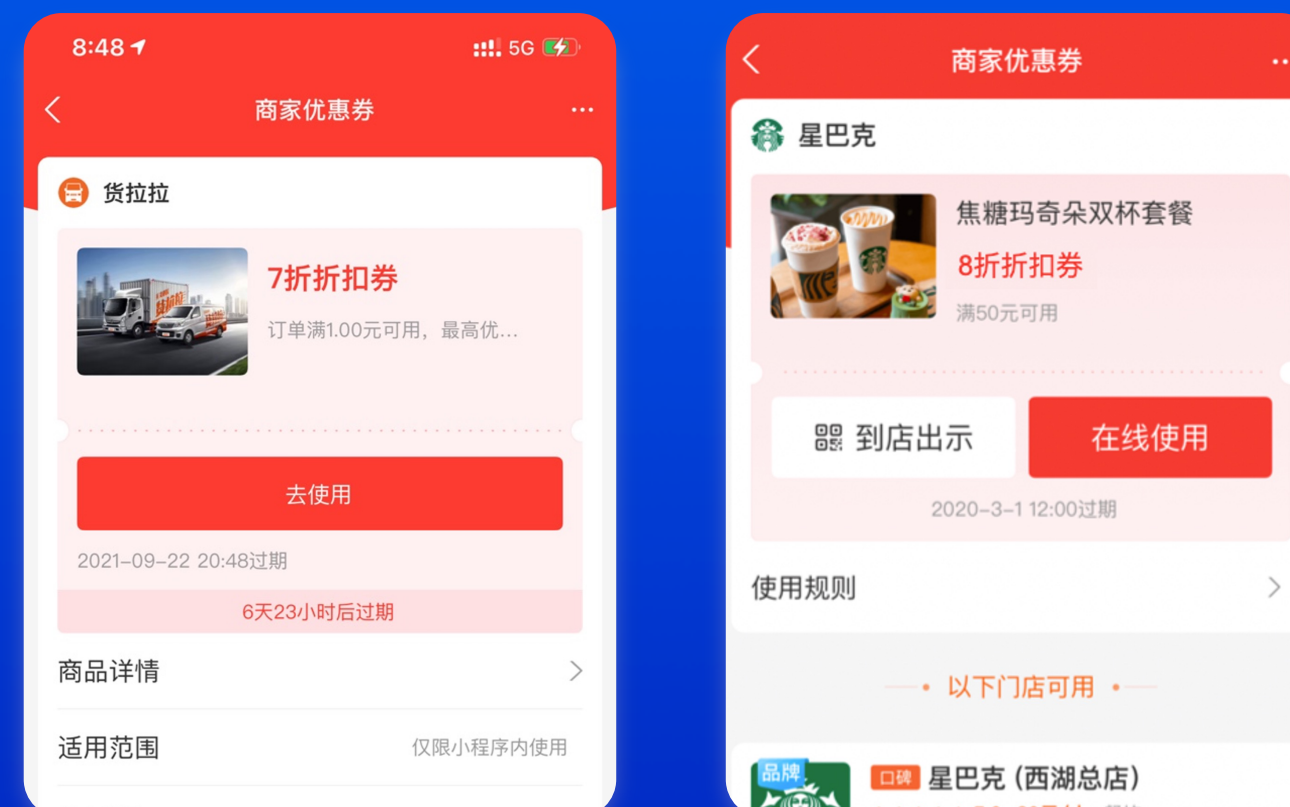 8:48
5G
商家优惠券
货拉拉
7折折扣券
订单满1.00元可用，最高优...
去使用
2021-09-22 20:48过期
6天23小时后过期
商品详情
适用范围
仅限小程序内使用
商家优惠券
星巴克
焦糖玛奇朵双杯套餐
8折折扣券
满50元可用
到店出示
在线使用
2020-3-1 12:00过期
使用规则
以下门店可用
品牌
口碑 星巴克 (西湖总店)